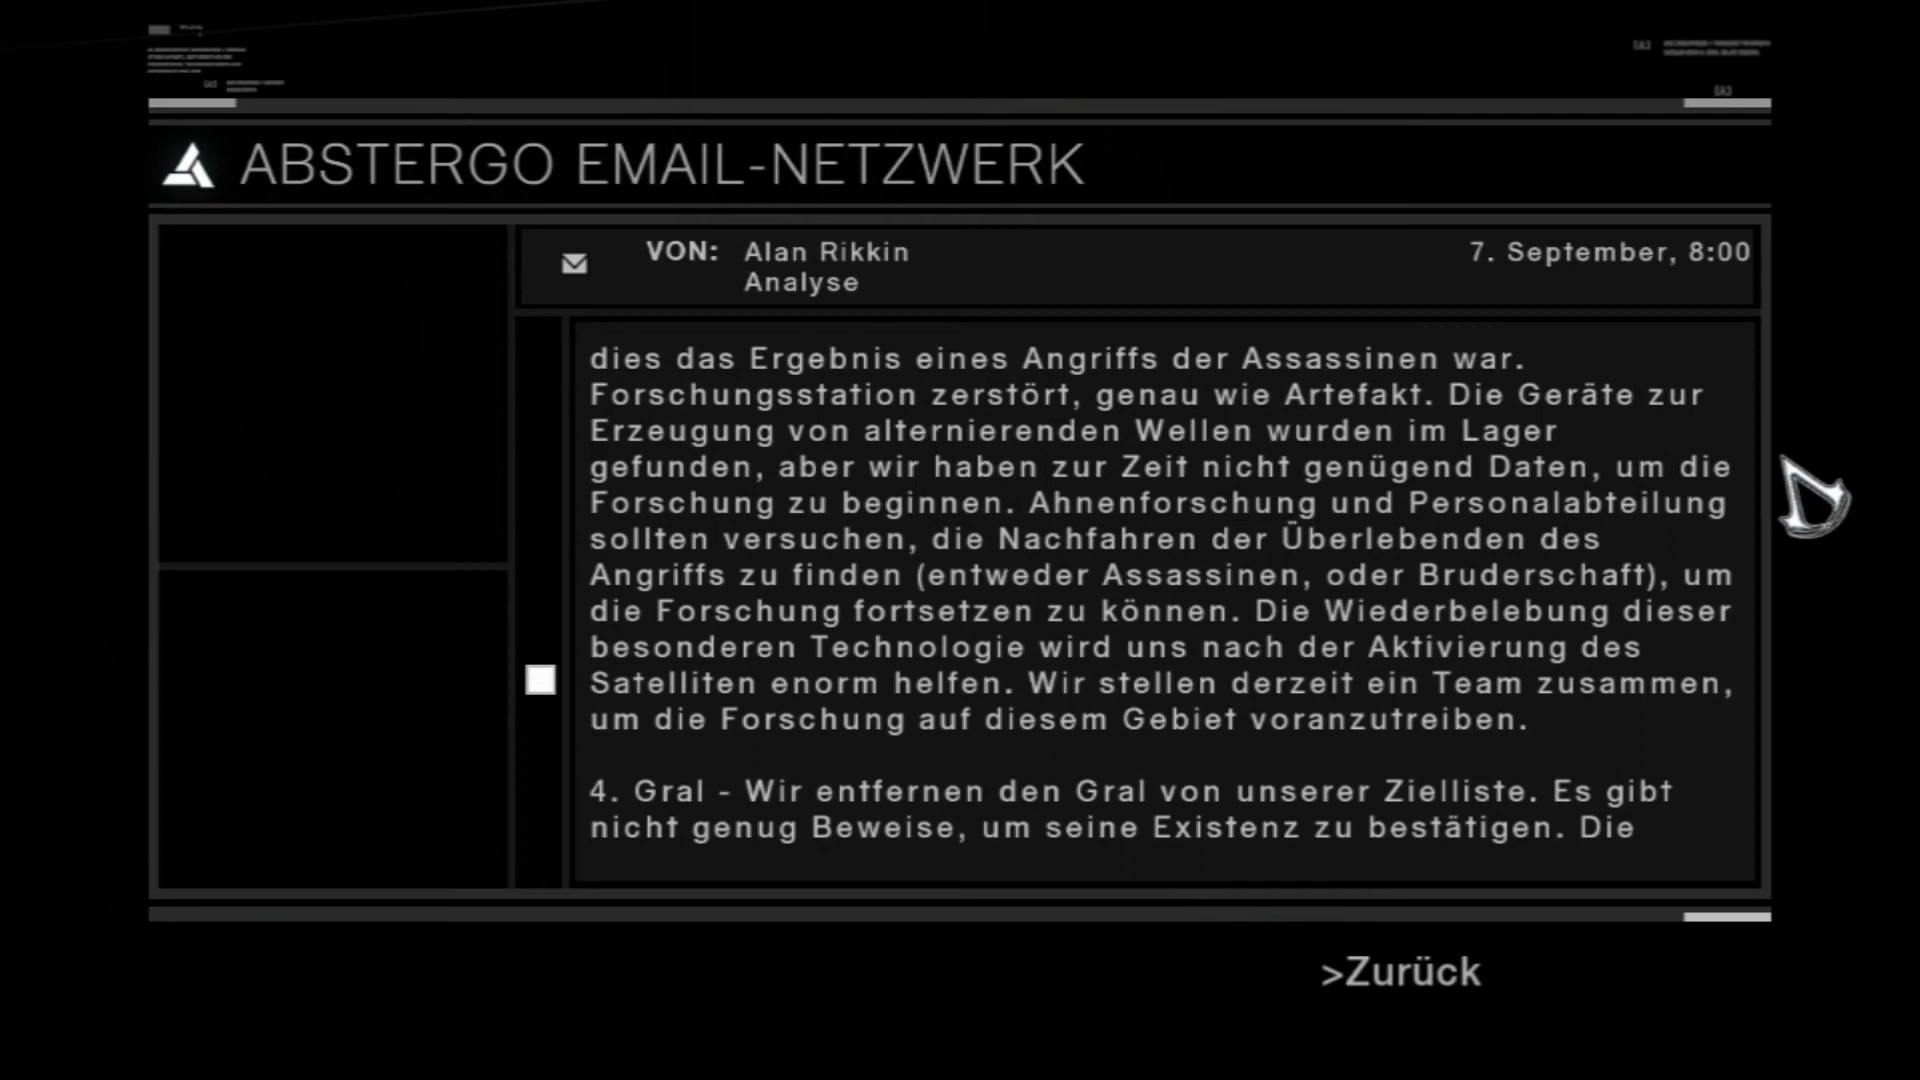 ABSTERGO EMAIL-NETZWERK
VON: Alan Rikkin 7. September, 8:00
Analyse
dies das Ergebnis eines Angriffs der Assassinen war.
Forschungsstation zerstört, genau wie Artefakt. Die Geräte zur
Erzeugung von alternierenden Wellen wurden im Lager
gefunden, aber wir haben zur Zeit nicht genügend Daten, um die
Forschung zu beginnen. Ahnenforschung und Personalabteilung
sollten versuchen, die Nachfahren der Überlebenden des
Angriffs zu finden (entweder Assassinen, oder Bruderschaft), um
die Forschung fortsetzen zu können. Die Wiederbelebung dieser
besonderen Technologie wird uns nach der Aktivierung des
Satelliten enorm helfen. Wir stellen derzeit ein Team zusammen,
um die Forschung auf diesem Gebiet voranzutreiben.
4. Gral - Wir entfernen den Gral von unserer Zielliste. Es gibt
nicht genug Beweise, um seine Existenz zu bestätigen. Die
>Zurück